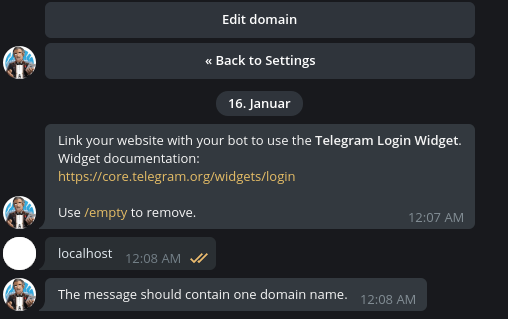 Edit domain
« Back to Settings
16. Januar
Link your website with your bot to use the Telegram Login Widget.
Widget documentation:
https://core.telegram.org/widgets/login
Use /empty to remove.
12:07 AM
localhost 12:08 AM
The message should contain one domain name. 12:08 AM